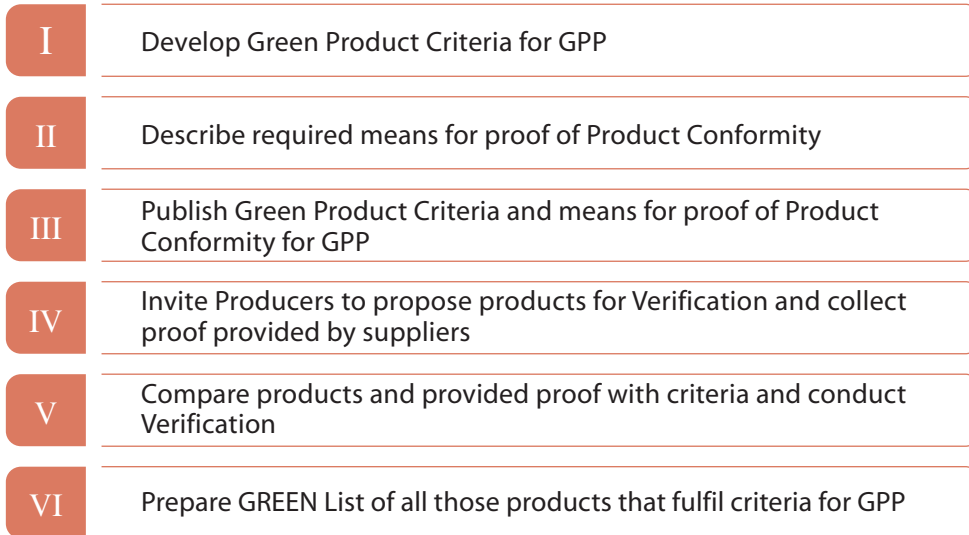 I
Develop Green Product Criteria for GPP
II
Describe required means for proof of Product Conformity
III
Publish Green Product Criteria and means for proof of Product
Conformity for GPP
IV
Invite Producers to propose products for Verification and collect
proof provided by suppliers
V
Compare products and provided proof with criteria and conduct
Verification
VI
Prepare GREEN List of all those products that fulfil criteria for GPP